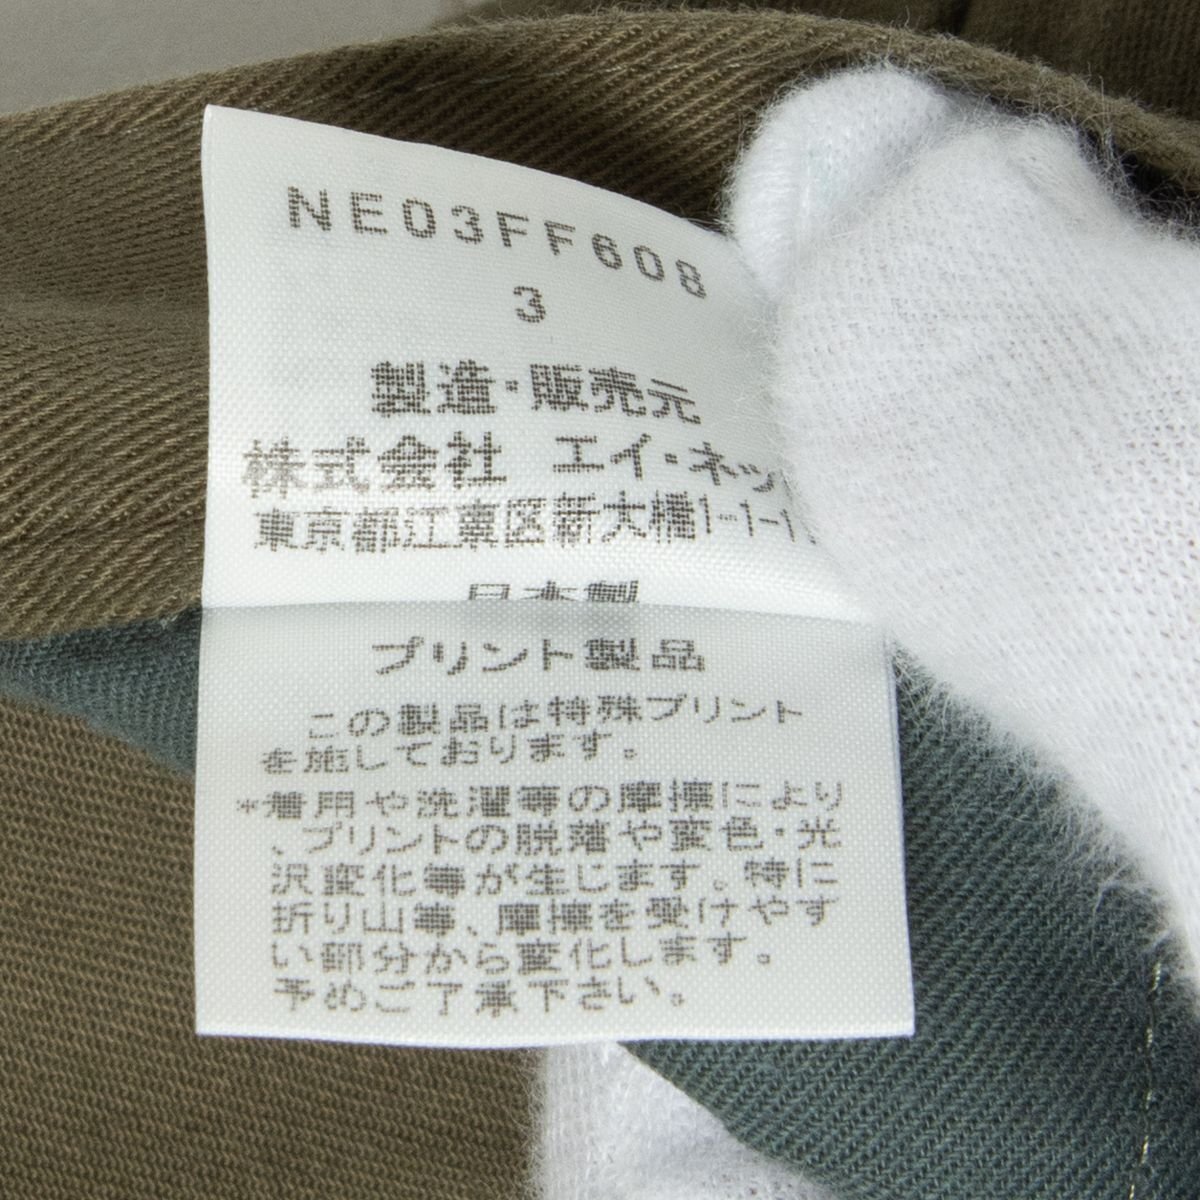 NE03FF608
3
製造・販売元
株式会社 エイ・ネッ
東京都江東区新大橋1-1-1
日本製
プリント製品
この製品は特殊プリント
を施しております。
*着用や洗濯等の摩擦により
、プリントの脱落や変色・光
沢変化等が生じます。特に
折り山等、摩擦を受けやす
い部分から変化します。
予めご了承下さい。